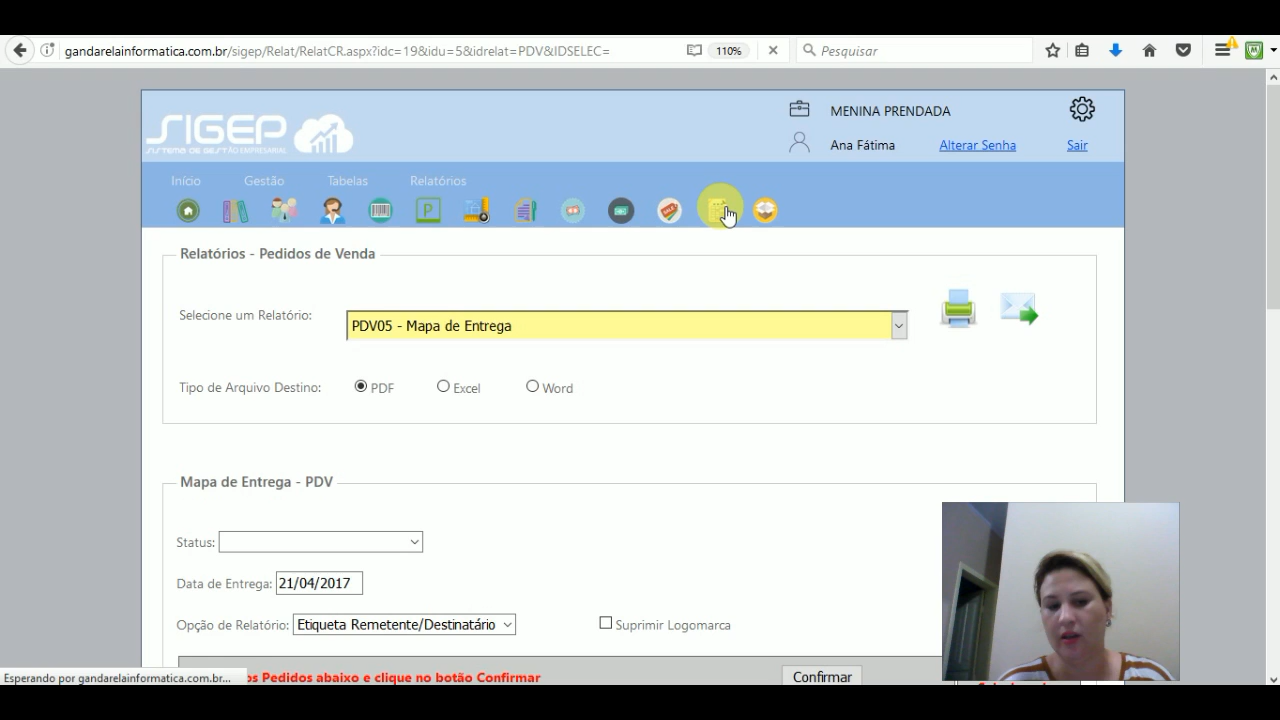 gandarelainformatica.com.br/sigep/Relat/RelatCR.aspx?idc=19&idu=5&idrelat=PDV&IDSELEC=
110%
Pesquisar
SIGEP
SISTEMA DE GESTÃO EMPRESARIAL
MENINA PRENDADA
Ana Fátima
Alterar Senha
Sair
Início
Gestão
Tabelas
Relatórios
Relatórios - Pedidos de Venda
Selecione um Relatório:
PDV05 - Mapa de Entrega
Tipo de Arquivo Destino:
PDF
Excel
Word
Mapa de Entrega - PDV
Status:
Data de Entrega: 21/04/2017
Opção de Relatório: Etiqueta Remetente/Destinatário
Suprimir Logomarca
os Pedidos abaixo e clique no botão Confirmar
Confirmar
Esperando por gandarelainformatica.com.br...